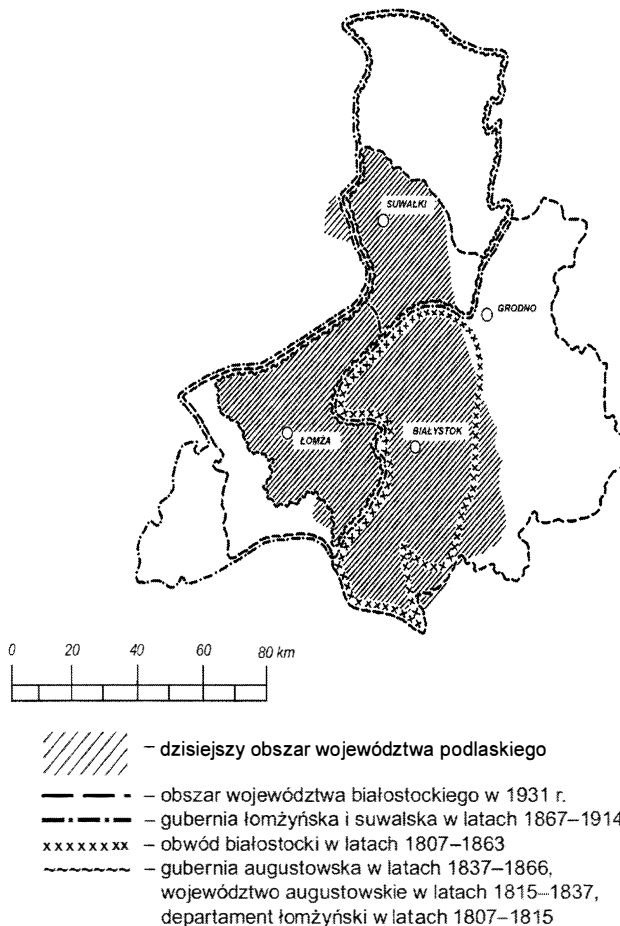 SUWAŁKI
GRODNO
ŁOMŻA
BIAŁYSTOK
0 20 40 60 80 km
– dzisiejszy obszar województwa podlaskiego
– obszar województwa białostockiego w 1931 r.
– gubernia łomżyńska i suwalska w latach 1867–1914
– obwód białostocki w latach 1807–1863
– gubernia augustowska w latach 1837–1866,
województwo augustowskie w latach 1815–1837,
departament łomżyński w latach 1807–1815